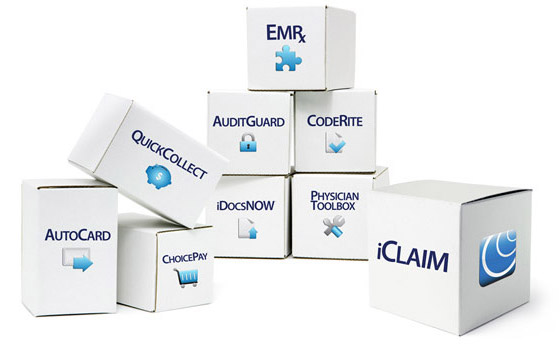 EMRx
AUDITGUARD
CODERITE
QUICKCOLLECT
iDOCSNOW
PHYSICIAN
TOOLBOX
AUTOCARD
CHOICEPAY
iCLAIM
$